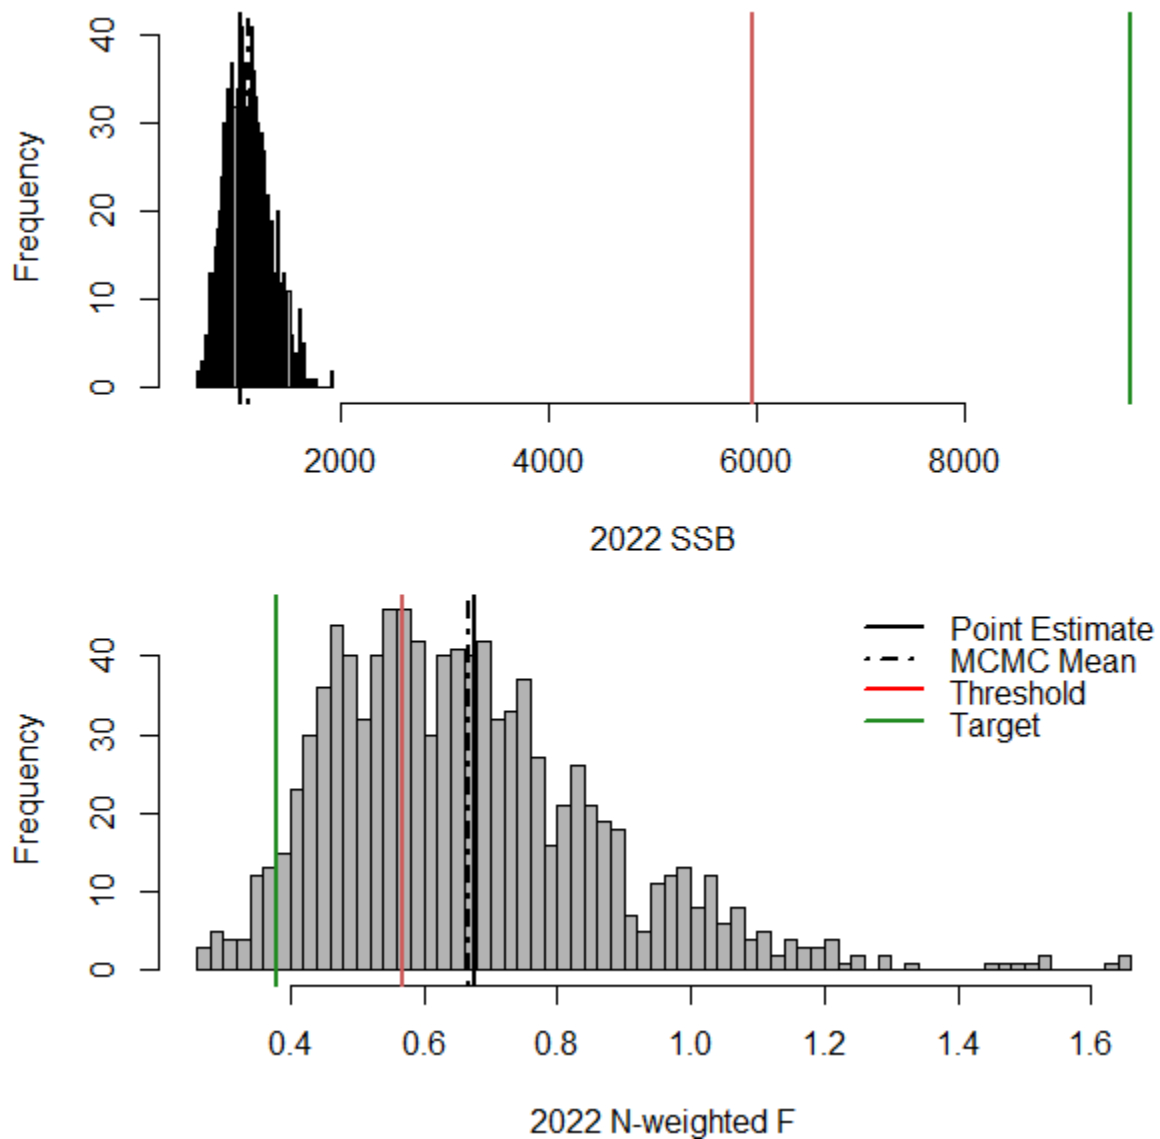 Frequency
40
30
20
10
0
2000 4000 6000 8000
2022 SSB
Frequency
40
30
20
10
0
Point Estimate
MCMC Mean
Threshold
Target
0.4 0.6 0.8 1.0 1.2 1.4 1.6
2022 N-weighted F